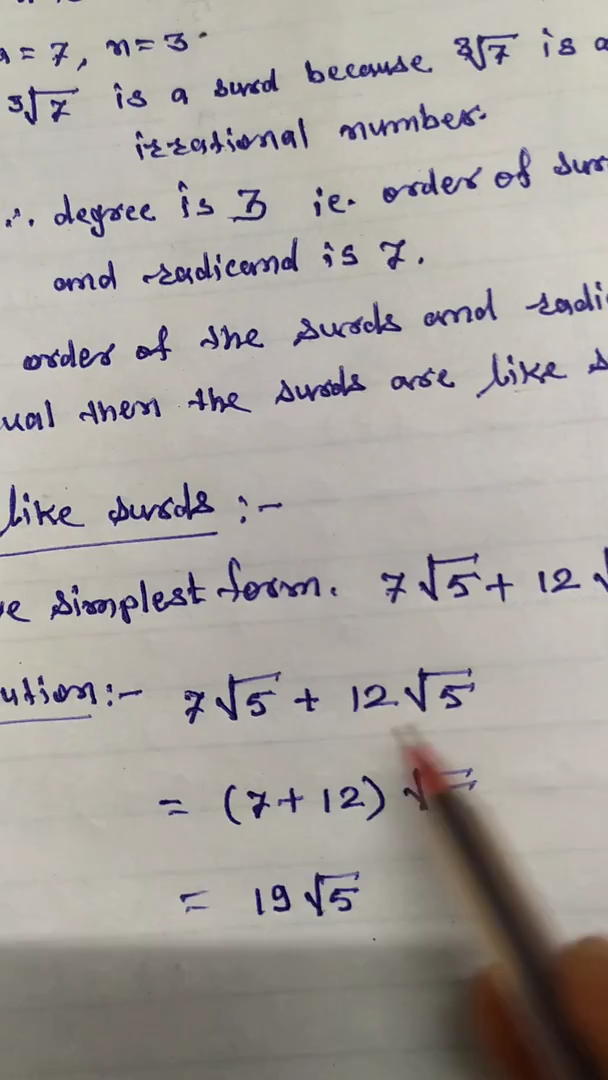 = 7, n = 3.
∛7 is a surd because ∛7 is a
irrational number.
∴ degree is 3 ie. order of sur
and radicand is 7.
order of the surds and radi
ual then the surds are like s
like surds :-
e simplest form. 7√5 + 12√
ution :- 7√5 + 12√5
= (7 + 12) √
= 19√5